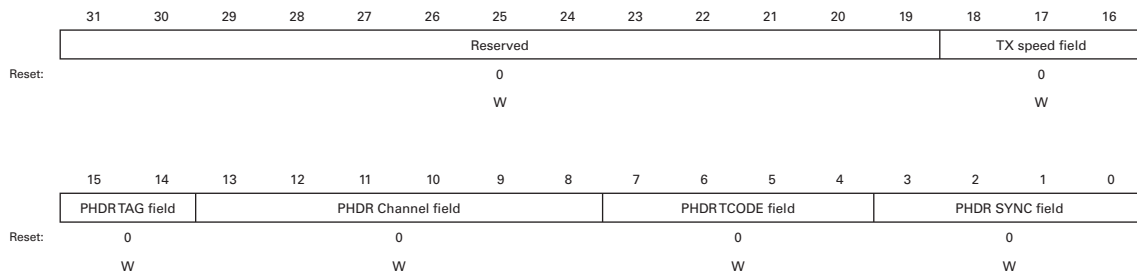 31 30 29 28 27 26 25 24 23 22 21 20 19 18 17 16
Reserved TX speed field
Reset: 0 0
W W
15 14 13 12 11 10 9 8 7 6 5 4 3 2 1 0
PHDR TAG field PHDR Channel field PHDR TCODE field PHDR SYNC field
Reset: 0 0 0 0
W W W W